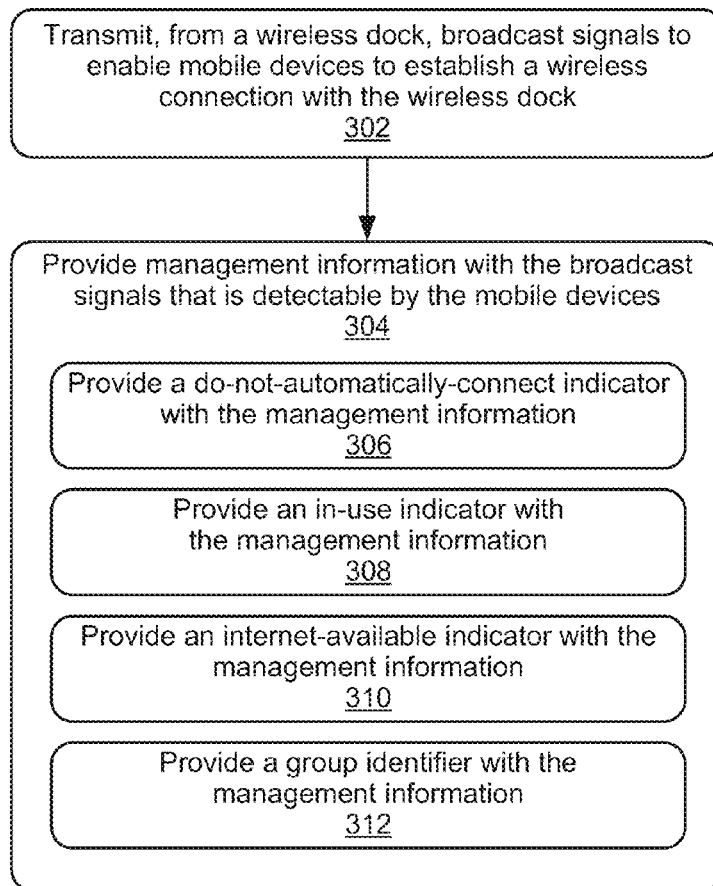 Transmit, from a wireless dock, broadcast signals to
enable mobile devices to establish a wireless
connection with the wireless dock
302
Provide management information with the broadcast
signals that is detectable by the mobile devices
304
Provide a do-not-automatically-connect indicator
with the management information
306
Provide an in-use indicator with
the management information
308
Provide an internet-available indicator with the
management information
310
Provide a group identifier with the
management information
312